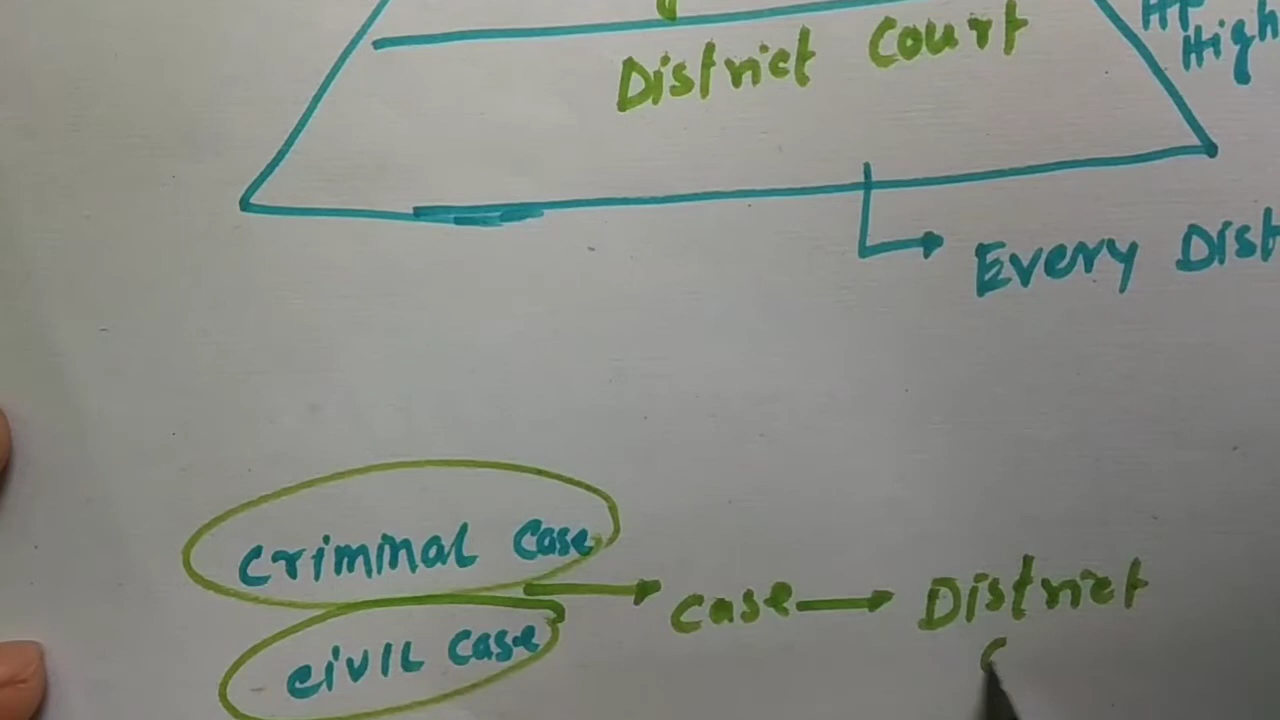 District Court
High
Every Dist
Criminal Case
Case → District
Civil Case
C